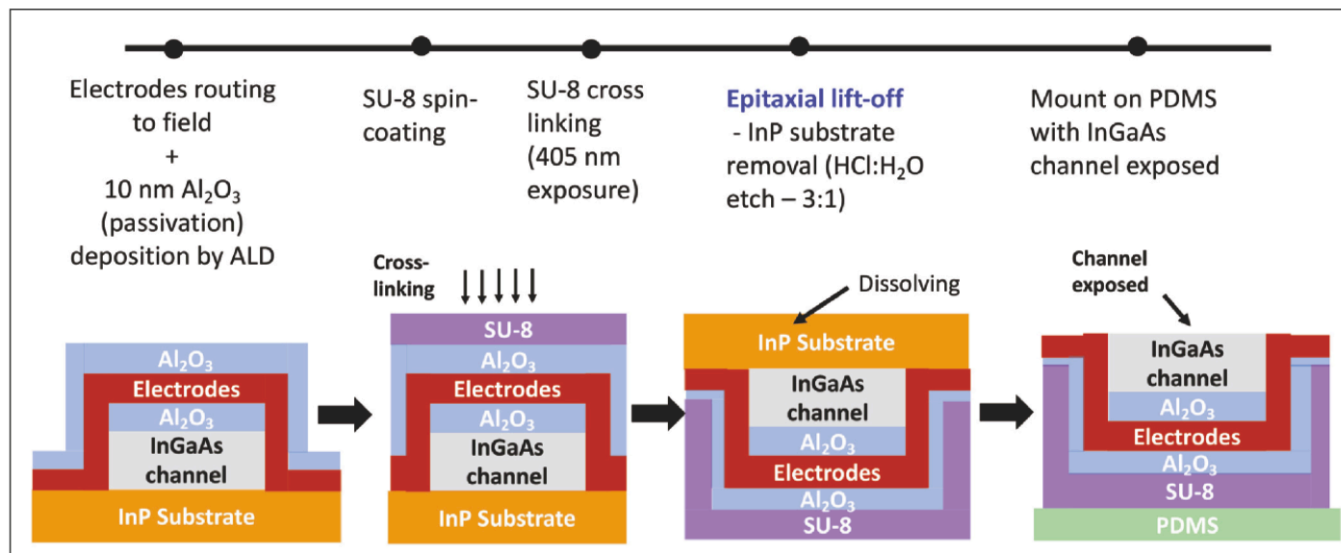 Electrodes routing
to field
+
10 nm Al₂O₃
(passivation)
deposition by ALD
SU-8 spin-
coating
SU-8 cross
linking
(405 nm
exposure)
Epitaxial lift-off
- InP substrate
removal (HCl:H₂O
etch – 3:1)
Mount on PDMS
with InGaAs
channel exposed
Al₂O₃
Electrodes
Al₂O₃
InGaAs
channel
InP Substrate
Cross-
linking
SU-8
Al₂O₃
Electrodes
Al₂O₃
InGaAs
channel
InP Substrate
Dissolving
InP Substrate
InGaAs
channel
Al₂O₃
Electrodes
Al₂O₃
SU-8
Channel
exposed
InGaAs
channel
Al₂O₃
Electrodes
Al₂O₃
SU-8
PDMS